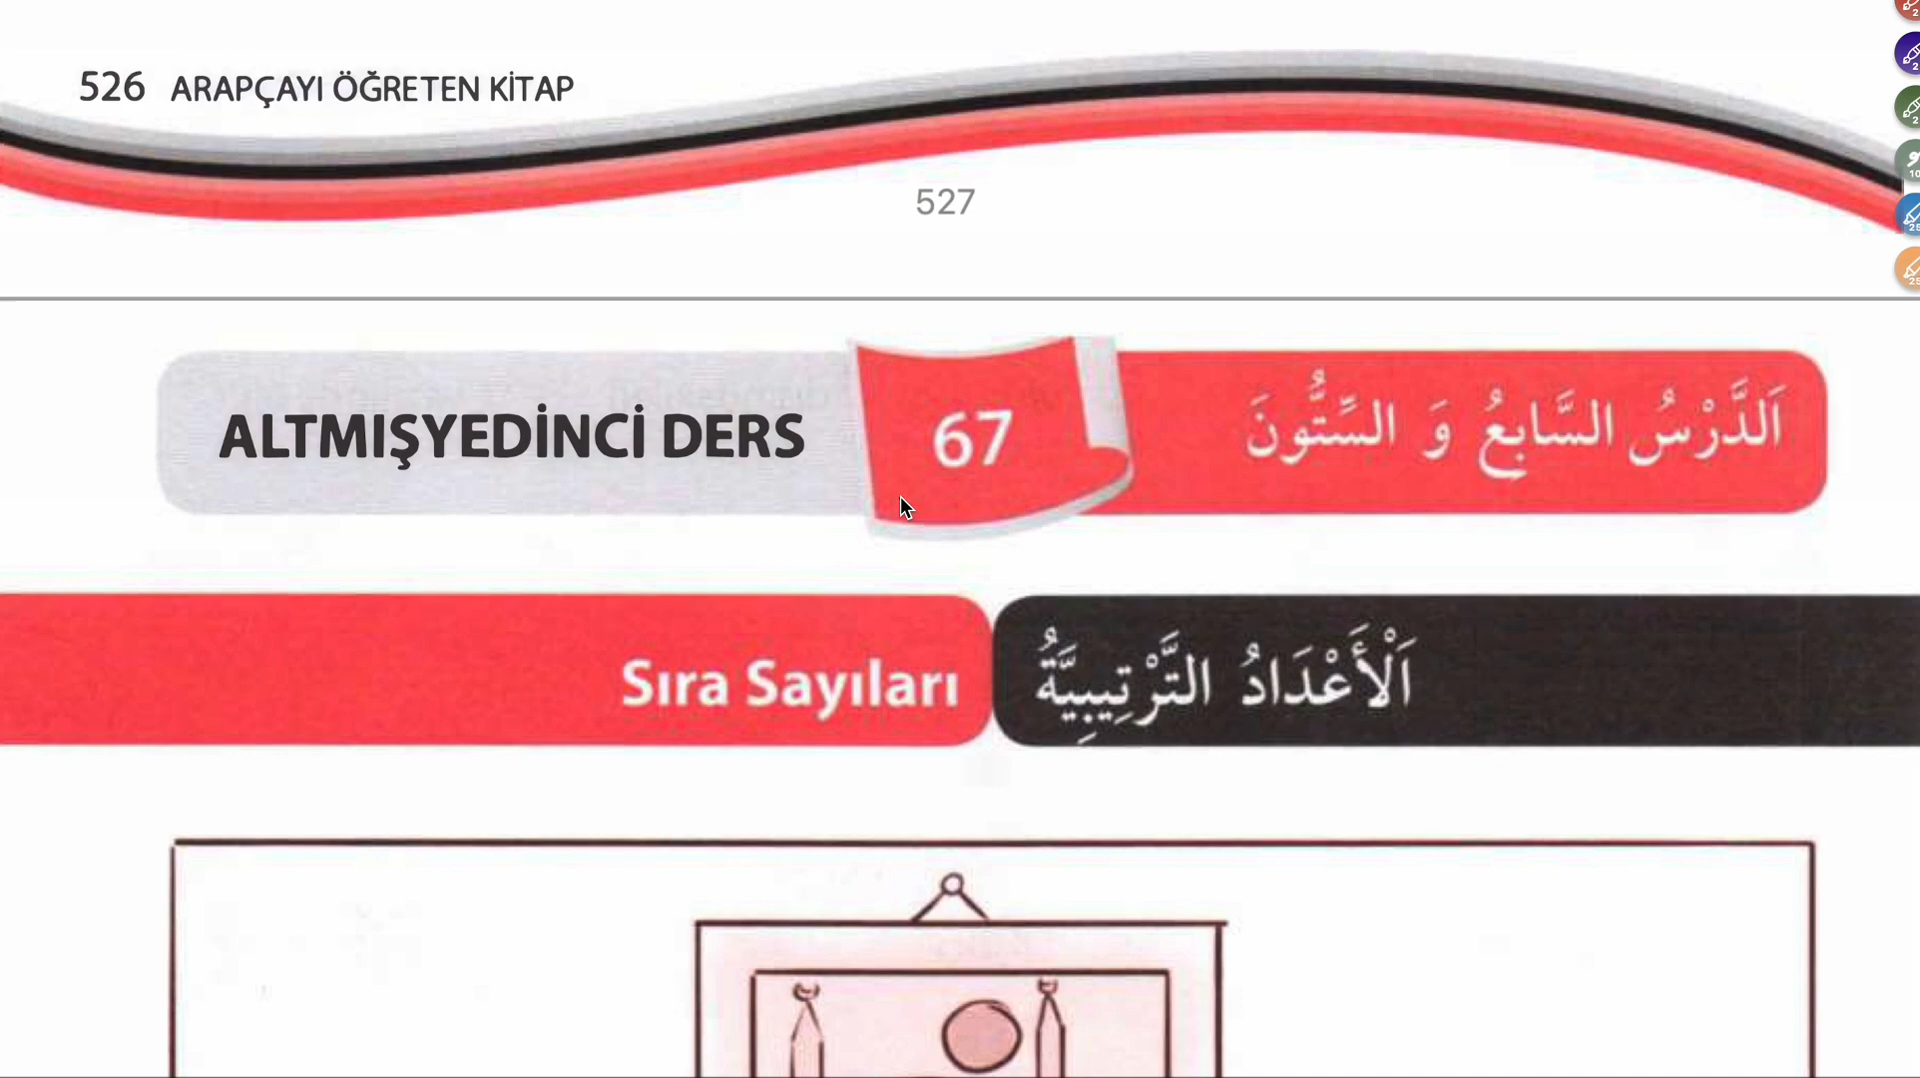 526 ARAPÇAYI ÖĞRETEN KİTAP
527
ALTMIŞYEDİNCİ DERS 67 اَلدَّرْسُ السَّابِعُ وَ السِّتُّونَ
Sıra Sayıları اَلْأَعْدَادُ التَّرْتِيبِيَّةُ